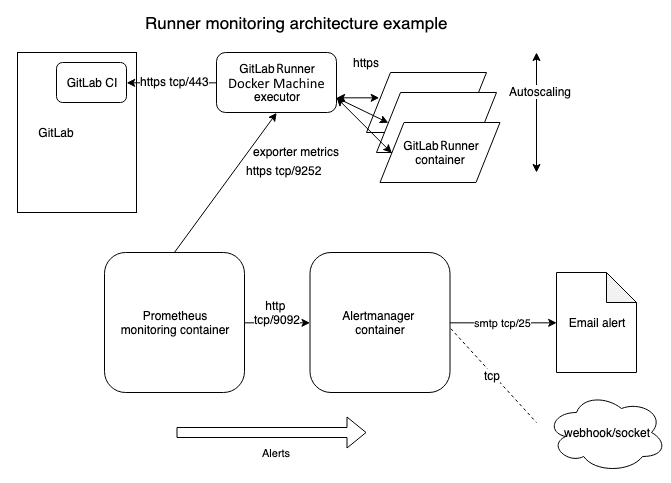 Runner monitoring architecture example
GitLab CI
GitLab
https tcp/443
GitLab Runner
Docker Machine
executor
https
Autoscaling
GitLab Runner
container
exporter metrics
https tcp/9252
Prometheus
monitoring container
http
tcp/9092
Alertmanager
container
smtp tcp/25
Email alert
tcp
webhook/socket
Alerts